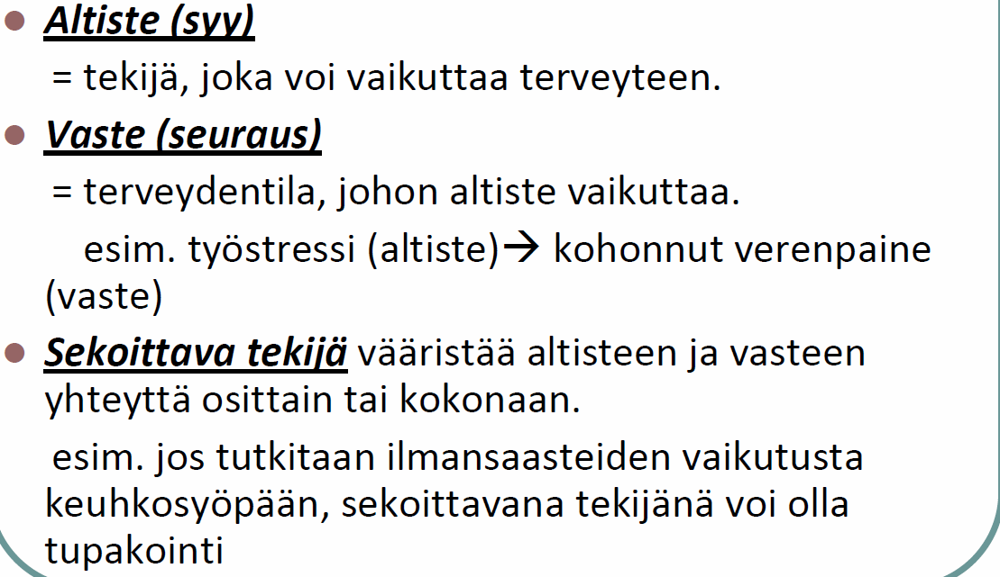 Altiste (syy)
= tekijä, joka voi vaikuttaa terveyteen.
Vaste (seuraus)
= terveydentila, johon altiste vaikuttaa.
esim. työstressi (altiste)→ kohonnut verenpaine
(vaste)
Sekoittava tekijä vääristää altisteen ja vasteen
yhteyttä osittain tai kokonaan.
esim. jos tutkitaan ilmansaasteiden vaikutusta
keuhkosyöpään, sekoittavana tekijänä voi olla
tupakointi